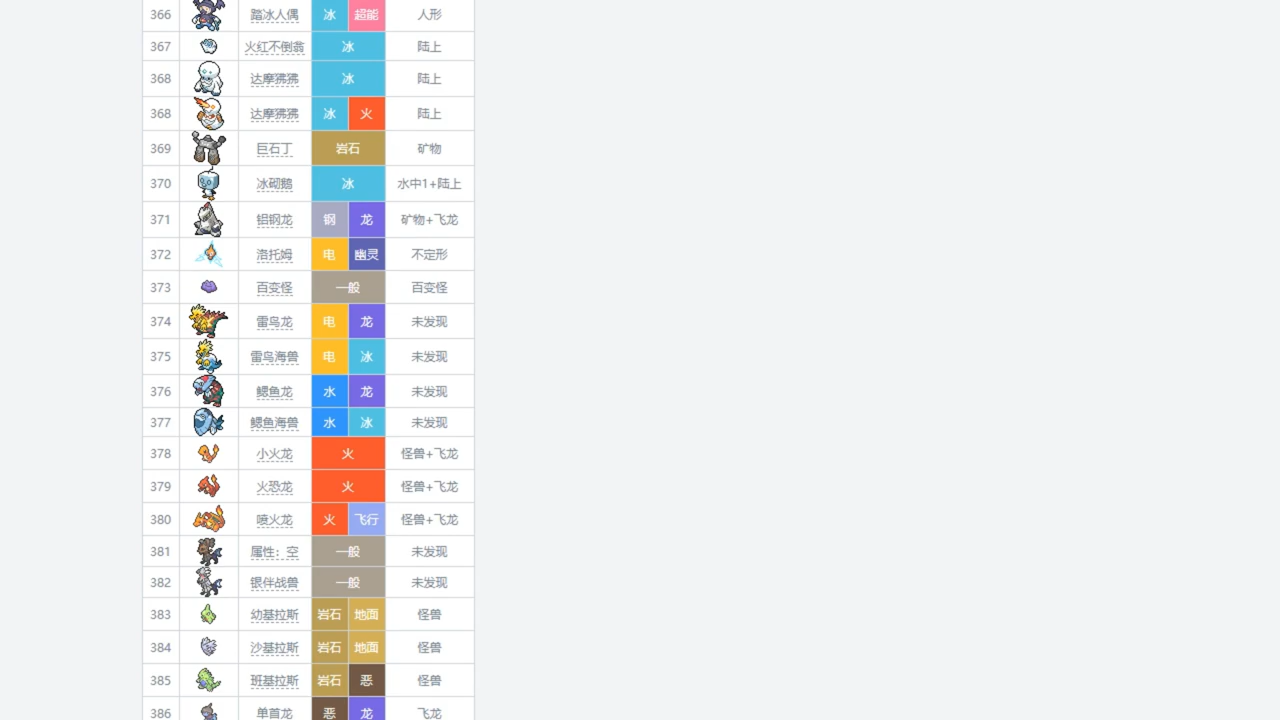 366 踏冰人偶 冰 超能 人形
367 火红不倒翁 冰 陆上
368 达摩狒狒 冰 陆上
368 达摩狒狒 冰 火 陆上
369 巨石丁 岩石 矿物
370 冰砌鹅 冰 水中1+陆上
371 铝钢龙 钢 龙 矿物+飞龙
372 洛托姆 电 幽灵 不定形
373 百变怪 一般 百变怪
374 雷鸟龙 电 龙 未发现
375 雷鸟海兽 电 冰 未发现
376 鳃鱼龙 水 龙 未发现
377 鳃鱼海兽 水 冰 未发现
378 小火龙 火 怪兽+飞龙
379 火恐龙 火 怪兽+飞龙
380 喷火龙 火 飞行 怪兽+飞龙
381 属性：空 一般 未发现
382 银伴战兽 一般 未发现
383 幼基拉斯 岩石 地面 怪兽
384 沙基拉斯 岩石 地面 怪兽
385 班基拉斯 岩石 恶 怪兽
386 单首龙 恶 龙 飞龙